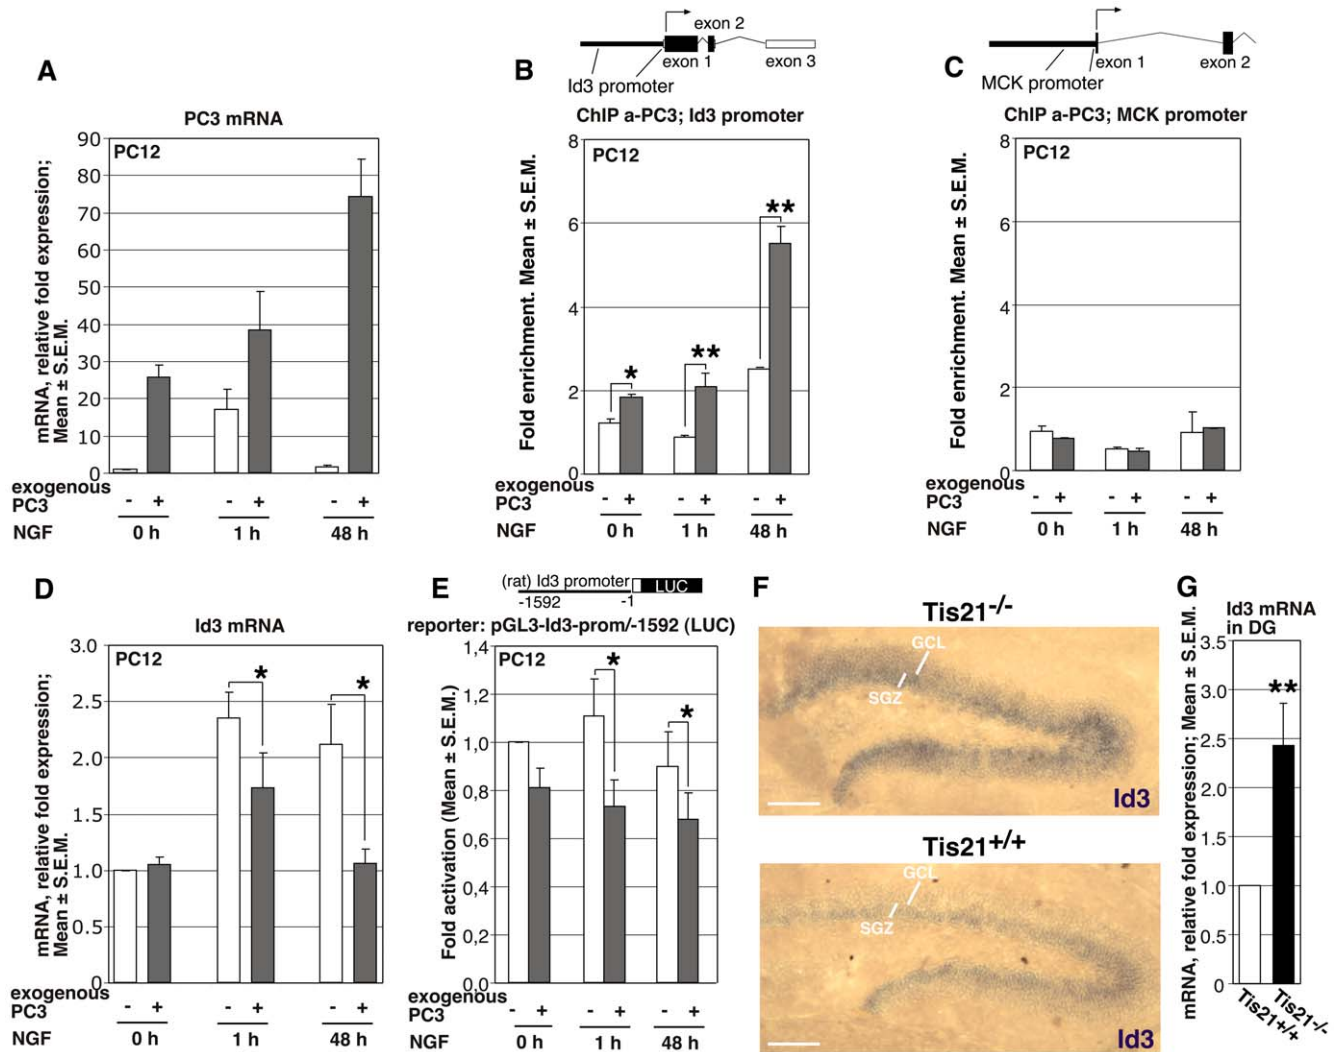 A
PC3 mRNA
PC12
mRNA, relative fold expression;
Mean ± S.E.M.
90
80
70
60
50
40
30
20
10
0
exogenous
PC3 - + - + - +
NGF 0 h 1 h 48 h
B
exon 2
exon 1 exon 3
Id3 promoter
ChIP a-PC3; Id3 promoter
PC12
Fold enrichment. Mean ± S.E.M.
8
6
4
2
0
* ** **
exogenous
PC3 - + - + - +
NGF 0 h 1 h 48 h
C
exon 1 exon 2
MCK promoter
ChIP a-PC3; MCK promoter
PC12
Fold enrichment. Mean ± S.E.M.
8
6
4
2
0
exogenous
PC3 - + - + - +
NGF 0 h 1 h 48 h
D
Id3 mRNA
PC12
mRNA, relative fold expression;
Mean ± S.E.M.
3.0
2.5
2.0
1.5
1.0
0.5
0
* *
exogenous
PC3 - + - + - +
NGF 0 h 1 h 48 h
E
(rat) Id3 promoter LUC
-1592 -1
reporter: pGL3-Id3-prom/-1592 (LUC)
PC12
Fold activation (Mean ± S.E.M.)
1,4
1,2
1,0
0,8
0,6
0,4
0,2
0,0
* *
exogenous
PC3 - + - + - +
NGF 0 h 1 h 48 h
F
Tis21-/-
GCL
SGZ
Id3
Tis21+/+
GCL
SGZ
Id3
G
Id3 mRNA
in DG
mRNA, relative fold expression; Mean ± S.E.M.
3.5
3.0
2.5
2.0
1.5
1.0
0.5
0
**
Tis21+/+
Tis21-/-